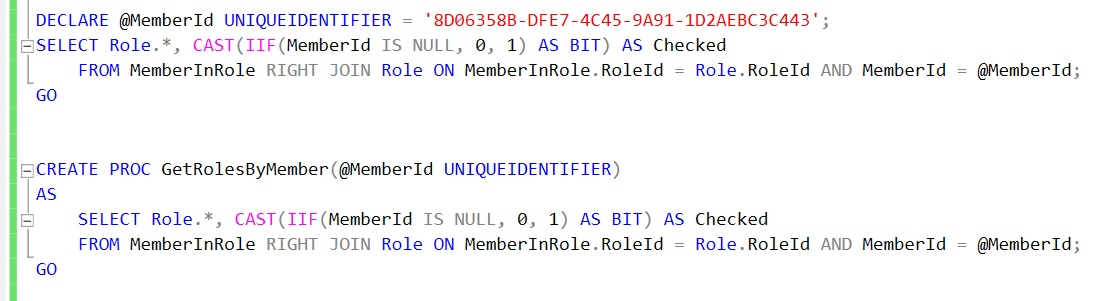 DECLARE @MemberId UNIQUEIDENTIFIER = '8D06358B-DFE7-4C45-9A91-1D2AEBC3C443';
SELECT Role.*, CAST(IIF(MemberId IS NULL, 0, 1) AS BIT) AS Checked
    FROM MemberInRole RIGHT JOIN Role ON MemberInRole.RoleId = Role.RoleId AND MemberId = @MemberId;
GO
CREATE PROC GetRolesByMember(@MemberId UNIQUEIDENTIFIER)
AS
    SELECT Role.*, CAST(IIF(MemberId IS NULL, 0, 1) AS BIT) AS Checked
    FROM MemberInRole RIGHT JOIN Role ON MemberInRole.RoleId = Role.RoleId AND MemberId = @MemberId;
GO